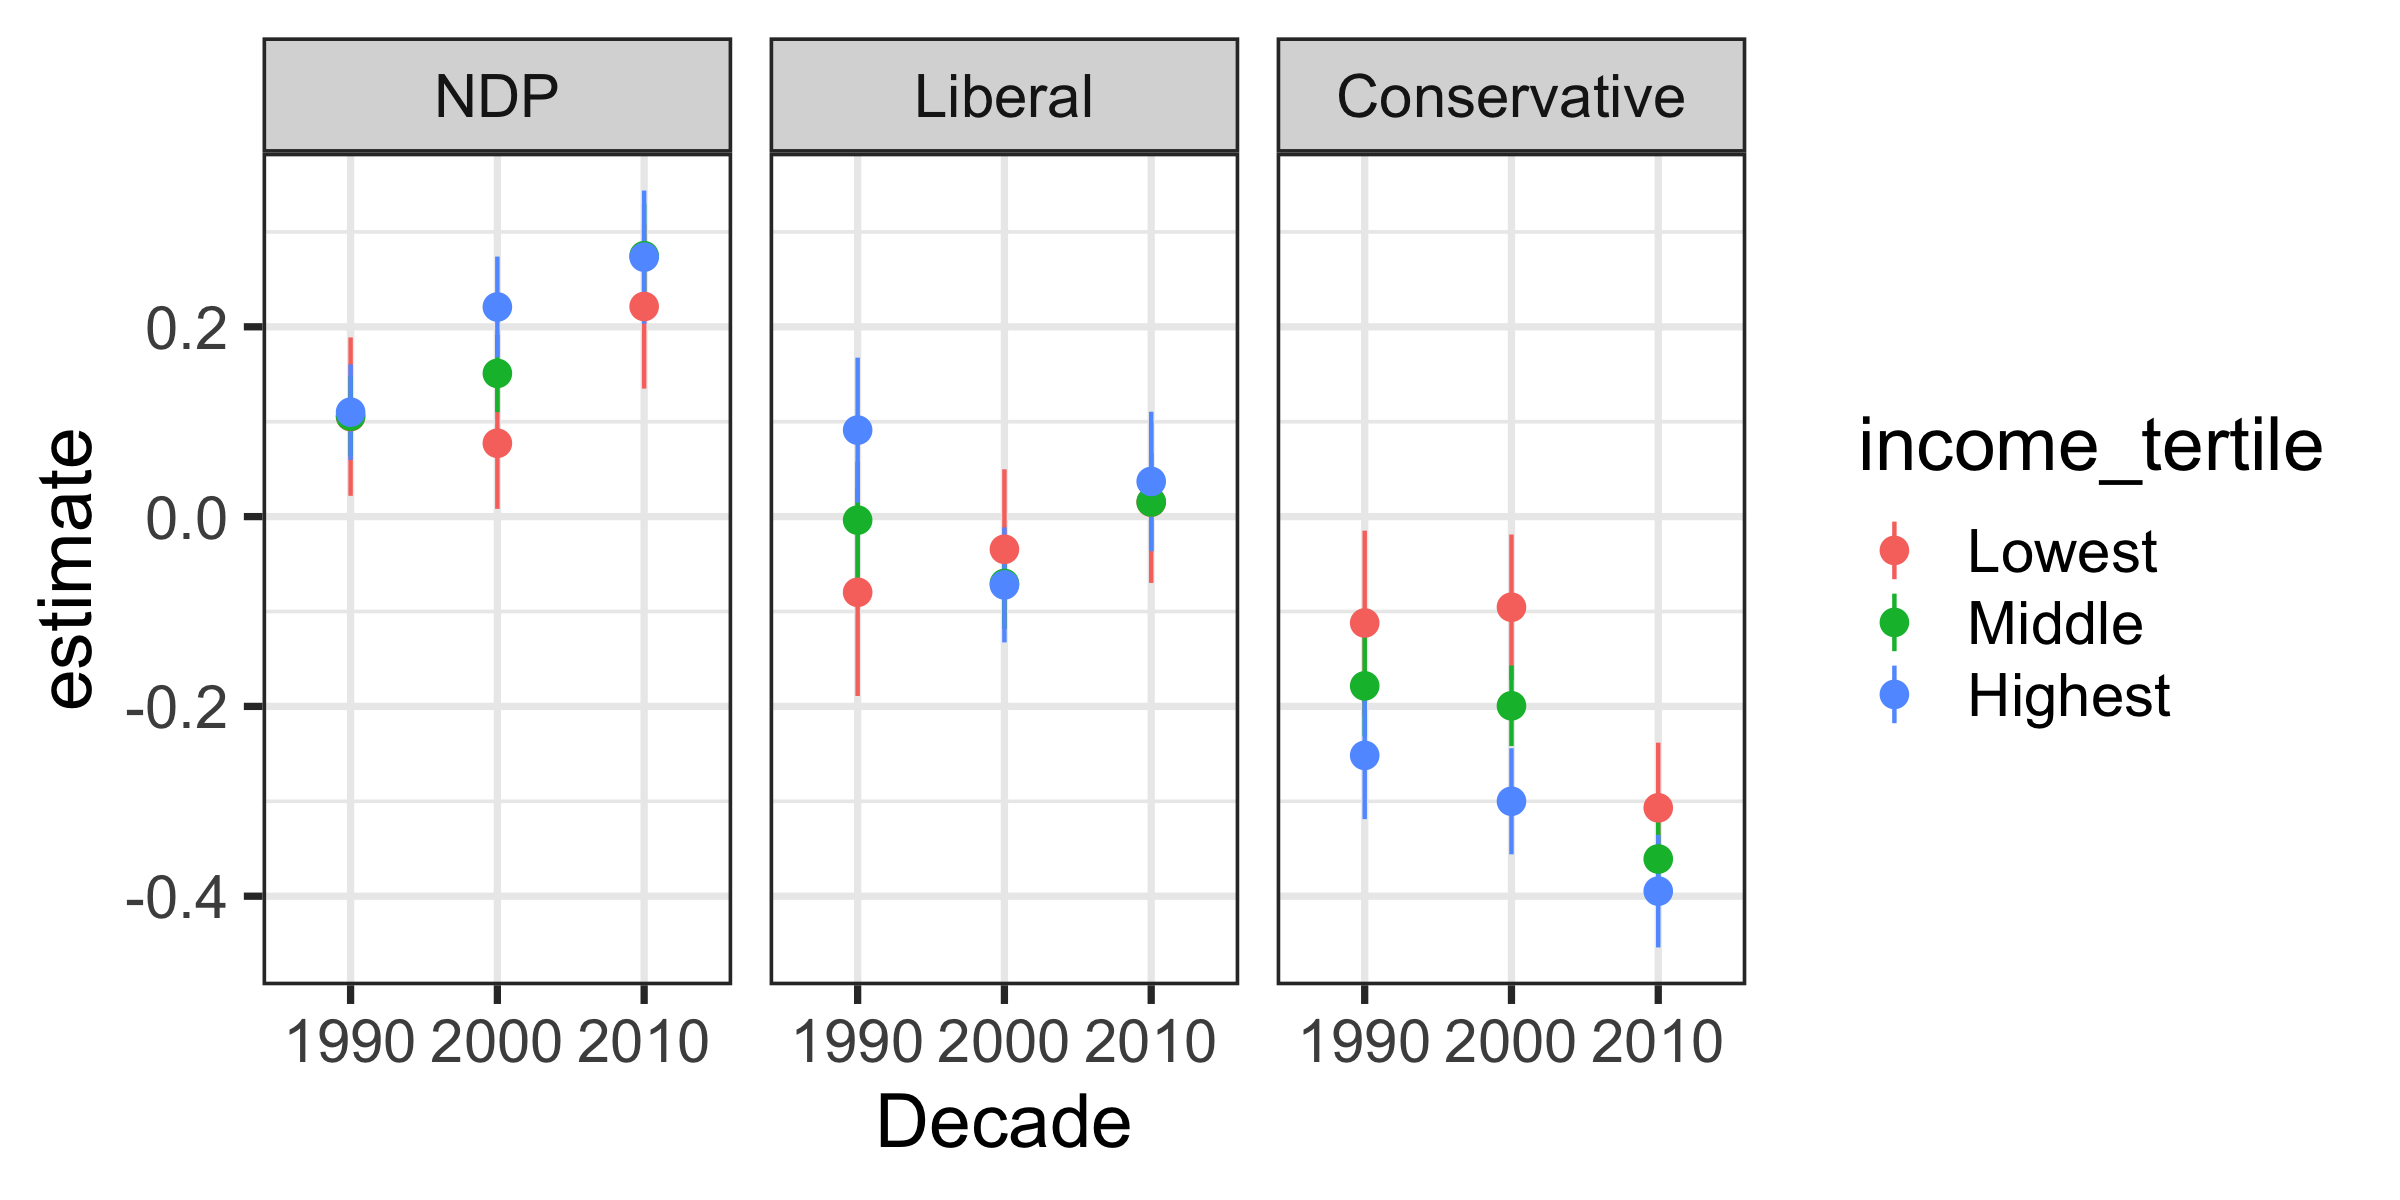 NDP Liberal Conservative
estimate
0.2
0.0
-0.2
-0.4
1990 2000 2010 1990 2000 2010 1990 2000 2010
Decade
income_tertile
Lowest
Middle
Highest